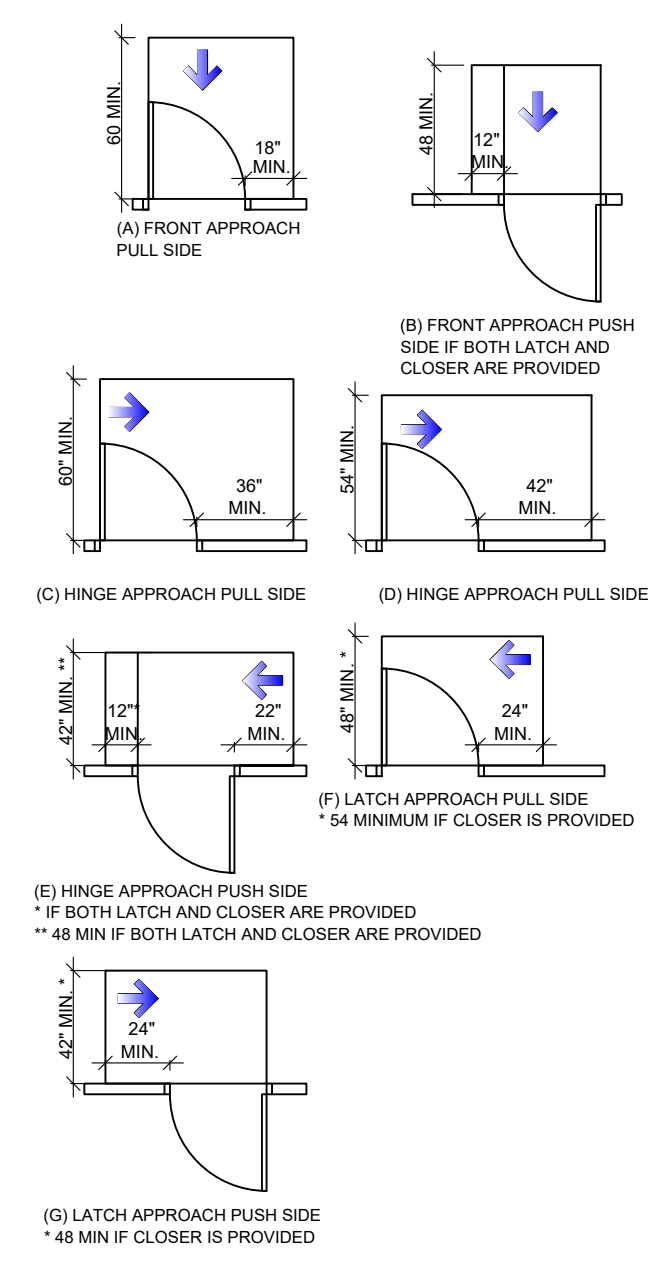 60 MIN.
18"
MIN.
(A) FRONT APPROACH
PULL SIDE
48 MIN.
12"
MIN.
(B) FRONT APPROACH PUSH
SIDE IF BOTH LATCH AND
CLOSER ARE PROVIDED
60" MIN.
36"
MIN.
(C) HINGE APPROACH PULL SIDE
54" MIN.
42"
MIN.
(D) HINGE APPROACH PULL SIDE
42" MIN. **
12"*
MIN.
22"
MIN.
(E) HINGE APPROACH PUSH SIDE
* IF BOTH LATCH AND CLOSER ARE PROVIDED
** 48 MIN IF BOTH LATCH AND CLOSER ARE PROVIDED
48" MIN. *
24"
MIN.
(F) LATCH APPROACH PULL SIDE
* 54 MINIMUM IF CLOSER IS PROVIDED
42" MIN. *
24"
MIN.
(G) LATCH APPROACH PUSH SIDE
* 48 MIN IF CLOSER IS PROVIDED